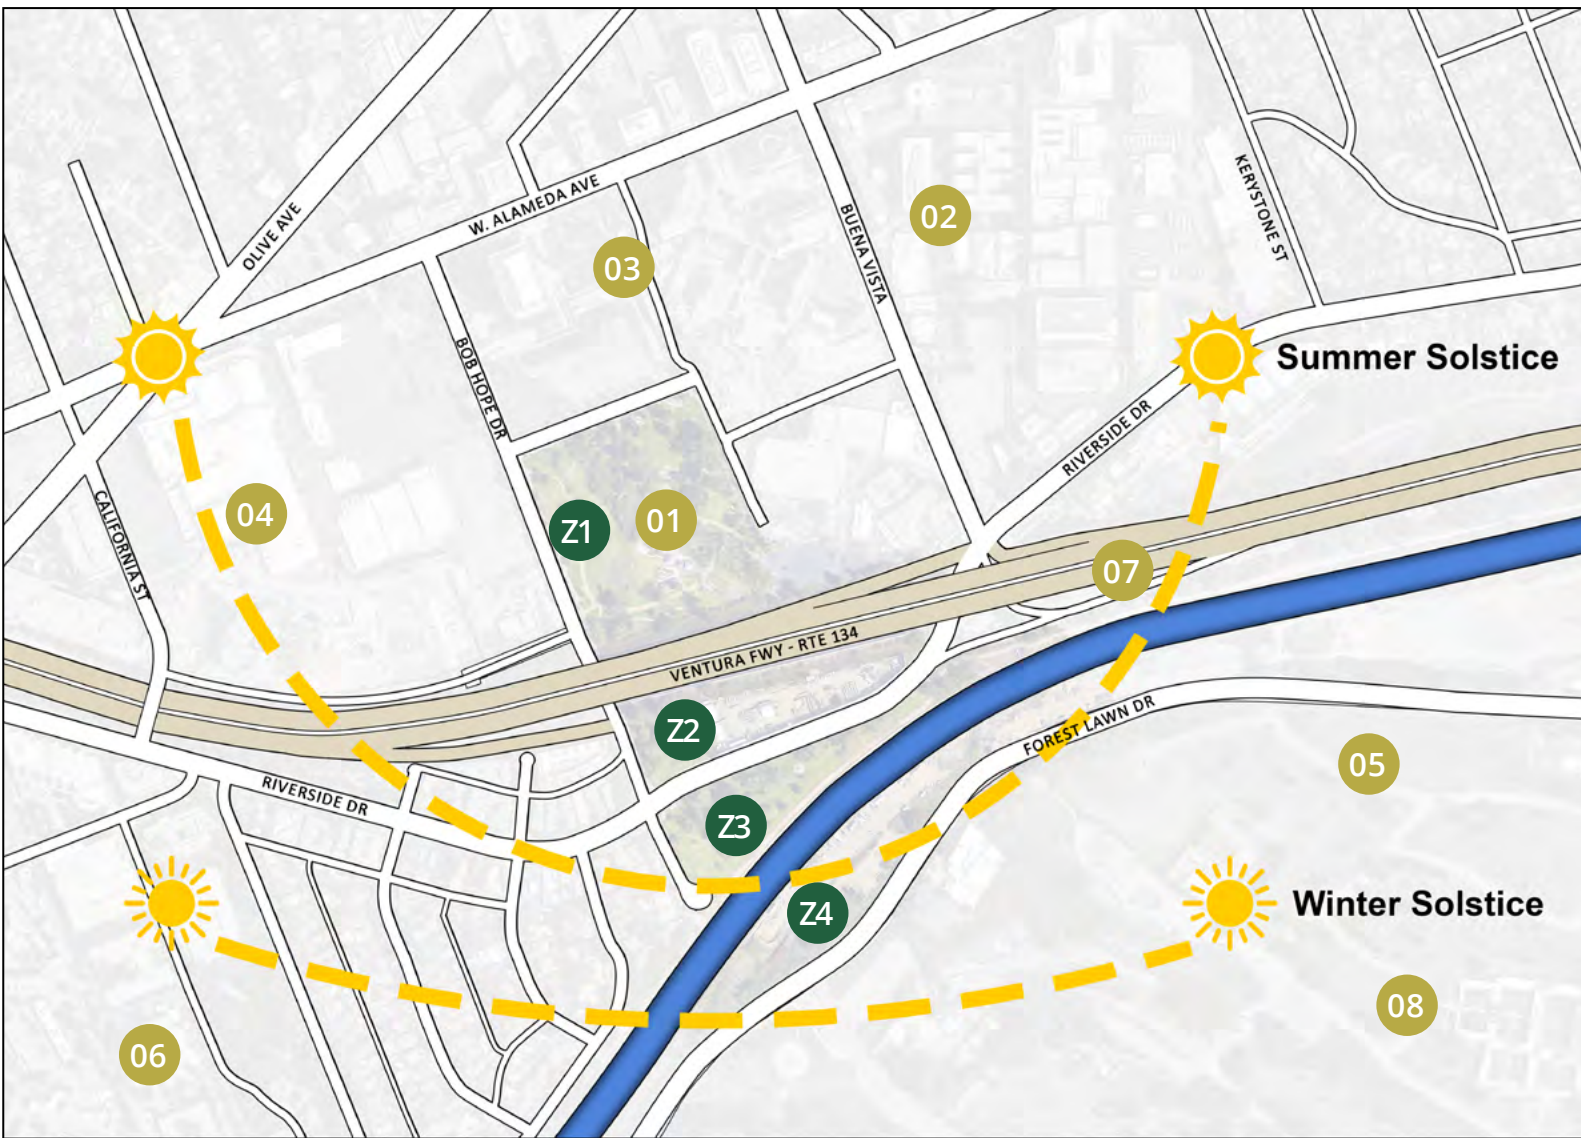 OLIVE AVE
W. ALAMEDA AVE
BUENA VISTA
02
KERYSTONE ST
03
BOB HOPE DR
Summer Solstice
RIVERSIDE DR
04
CALIFORNIA ST
Z1
01
07
VENTURA FWY - RTE 134
Z2
FOREST LAWN DR
05
RIVERSIDE DR
Z3
Z4
Winter Solstice
08
06